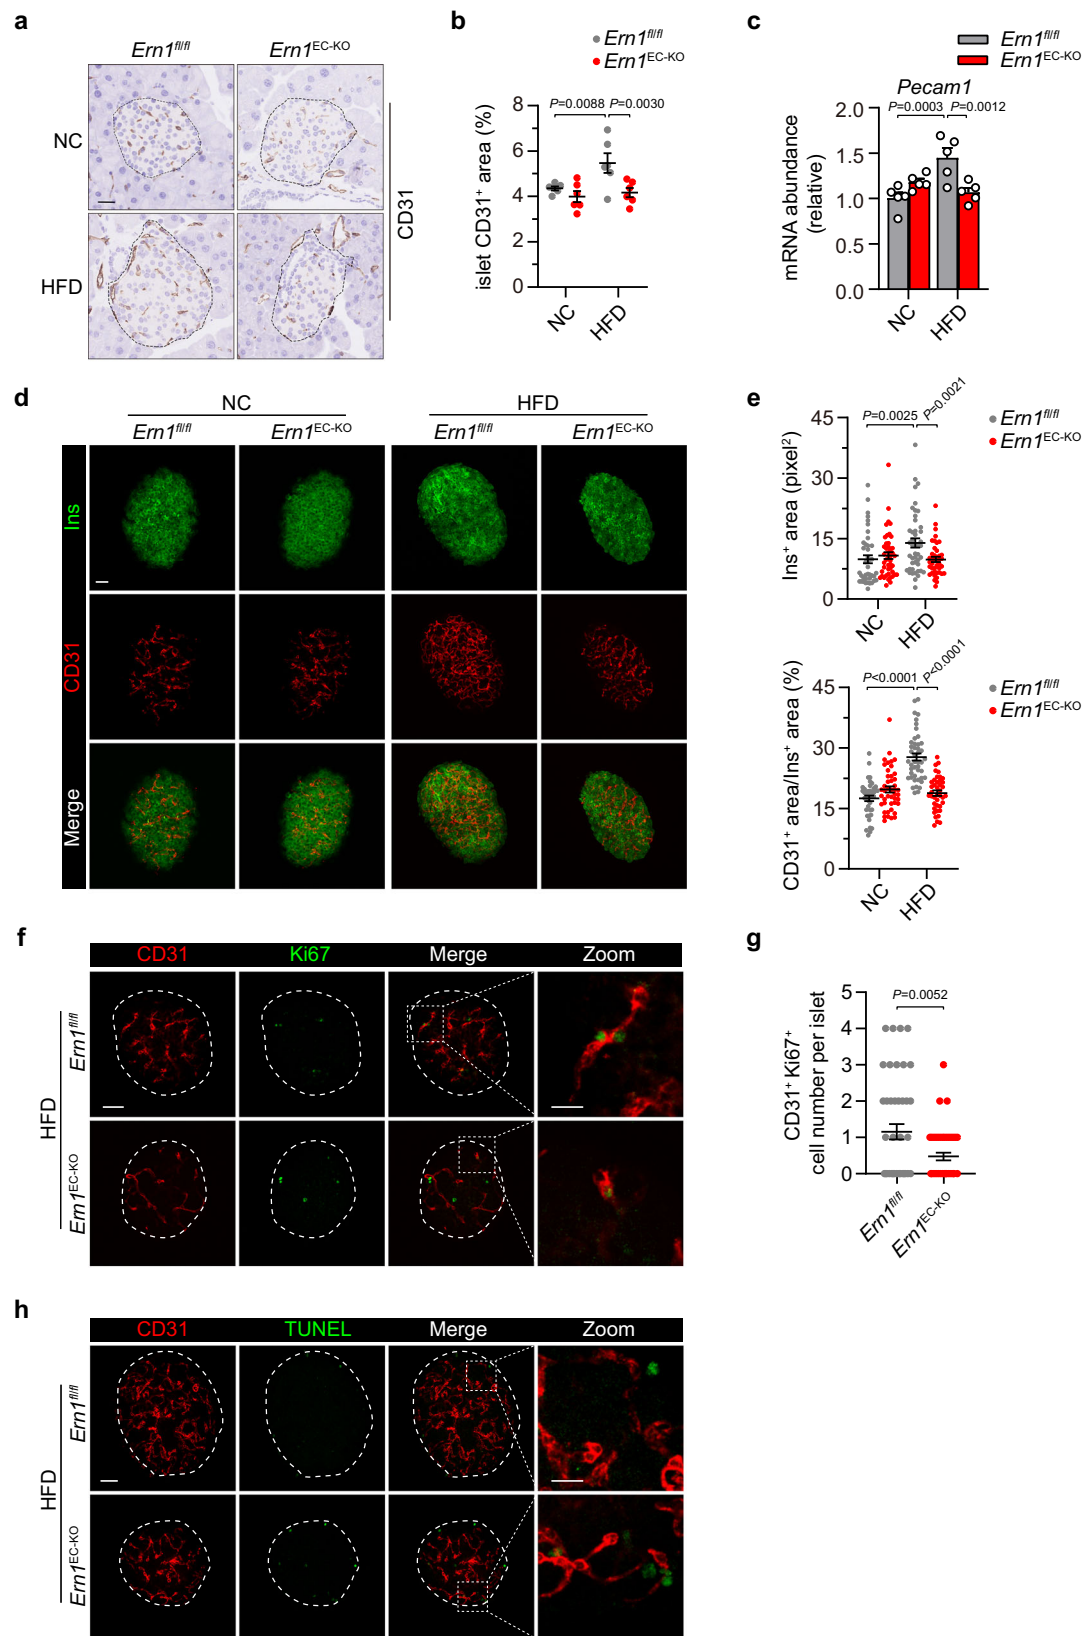 a
Ern1fl/fl
Ern1EC-KO
NC
HFD
CD31
b
Ern1fl/fl
Ern1EC-KO
P=0.0088 P=0.0030
islet CD31+ area (%)
8
6
4
2
0
NC
HFD
c
Ern1fl/fl
Ern1EC-KO
Pecam1
P=0.0003 P=0.0012
mRNA abundance
(relative)
2.0
1.5
1.0
0.5
0.0
NC
HFD
d
NC
HFD
Ern1fl/fl
Ern1EC-KO
Ern1fl/fl
Ern1EC-KO
Ins
CD31
Merge
e
P=0.0025
P=0.0021
Ern1fl/fl
Ern1EC-KO
Ins+ area (pixel2)
45
30
15
0
NC
HFD
P<0.0001
P<0.0001
Ern1fl/fl
Ern1EC-KO
CD31+ area/Ins+ area (%)
45
30
15
0
NC
HFD
f
CD31
Ki67
Merge
Zoom
HFD
Ern1fl/fl
Ern1EC-KO
g
P=0.0052
CD31+ Ki67+
cell number per islet
5
4
3
2
1
0
Ern1fl/fl
Ern1EC-KO
h
CD31
TUNEL
Merge
Zoom
HFD
Ern1fl/fl
Ern1EC-KO